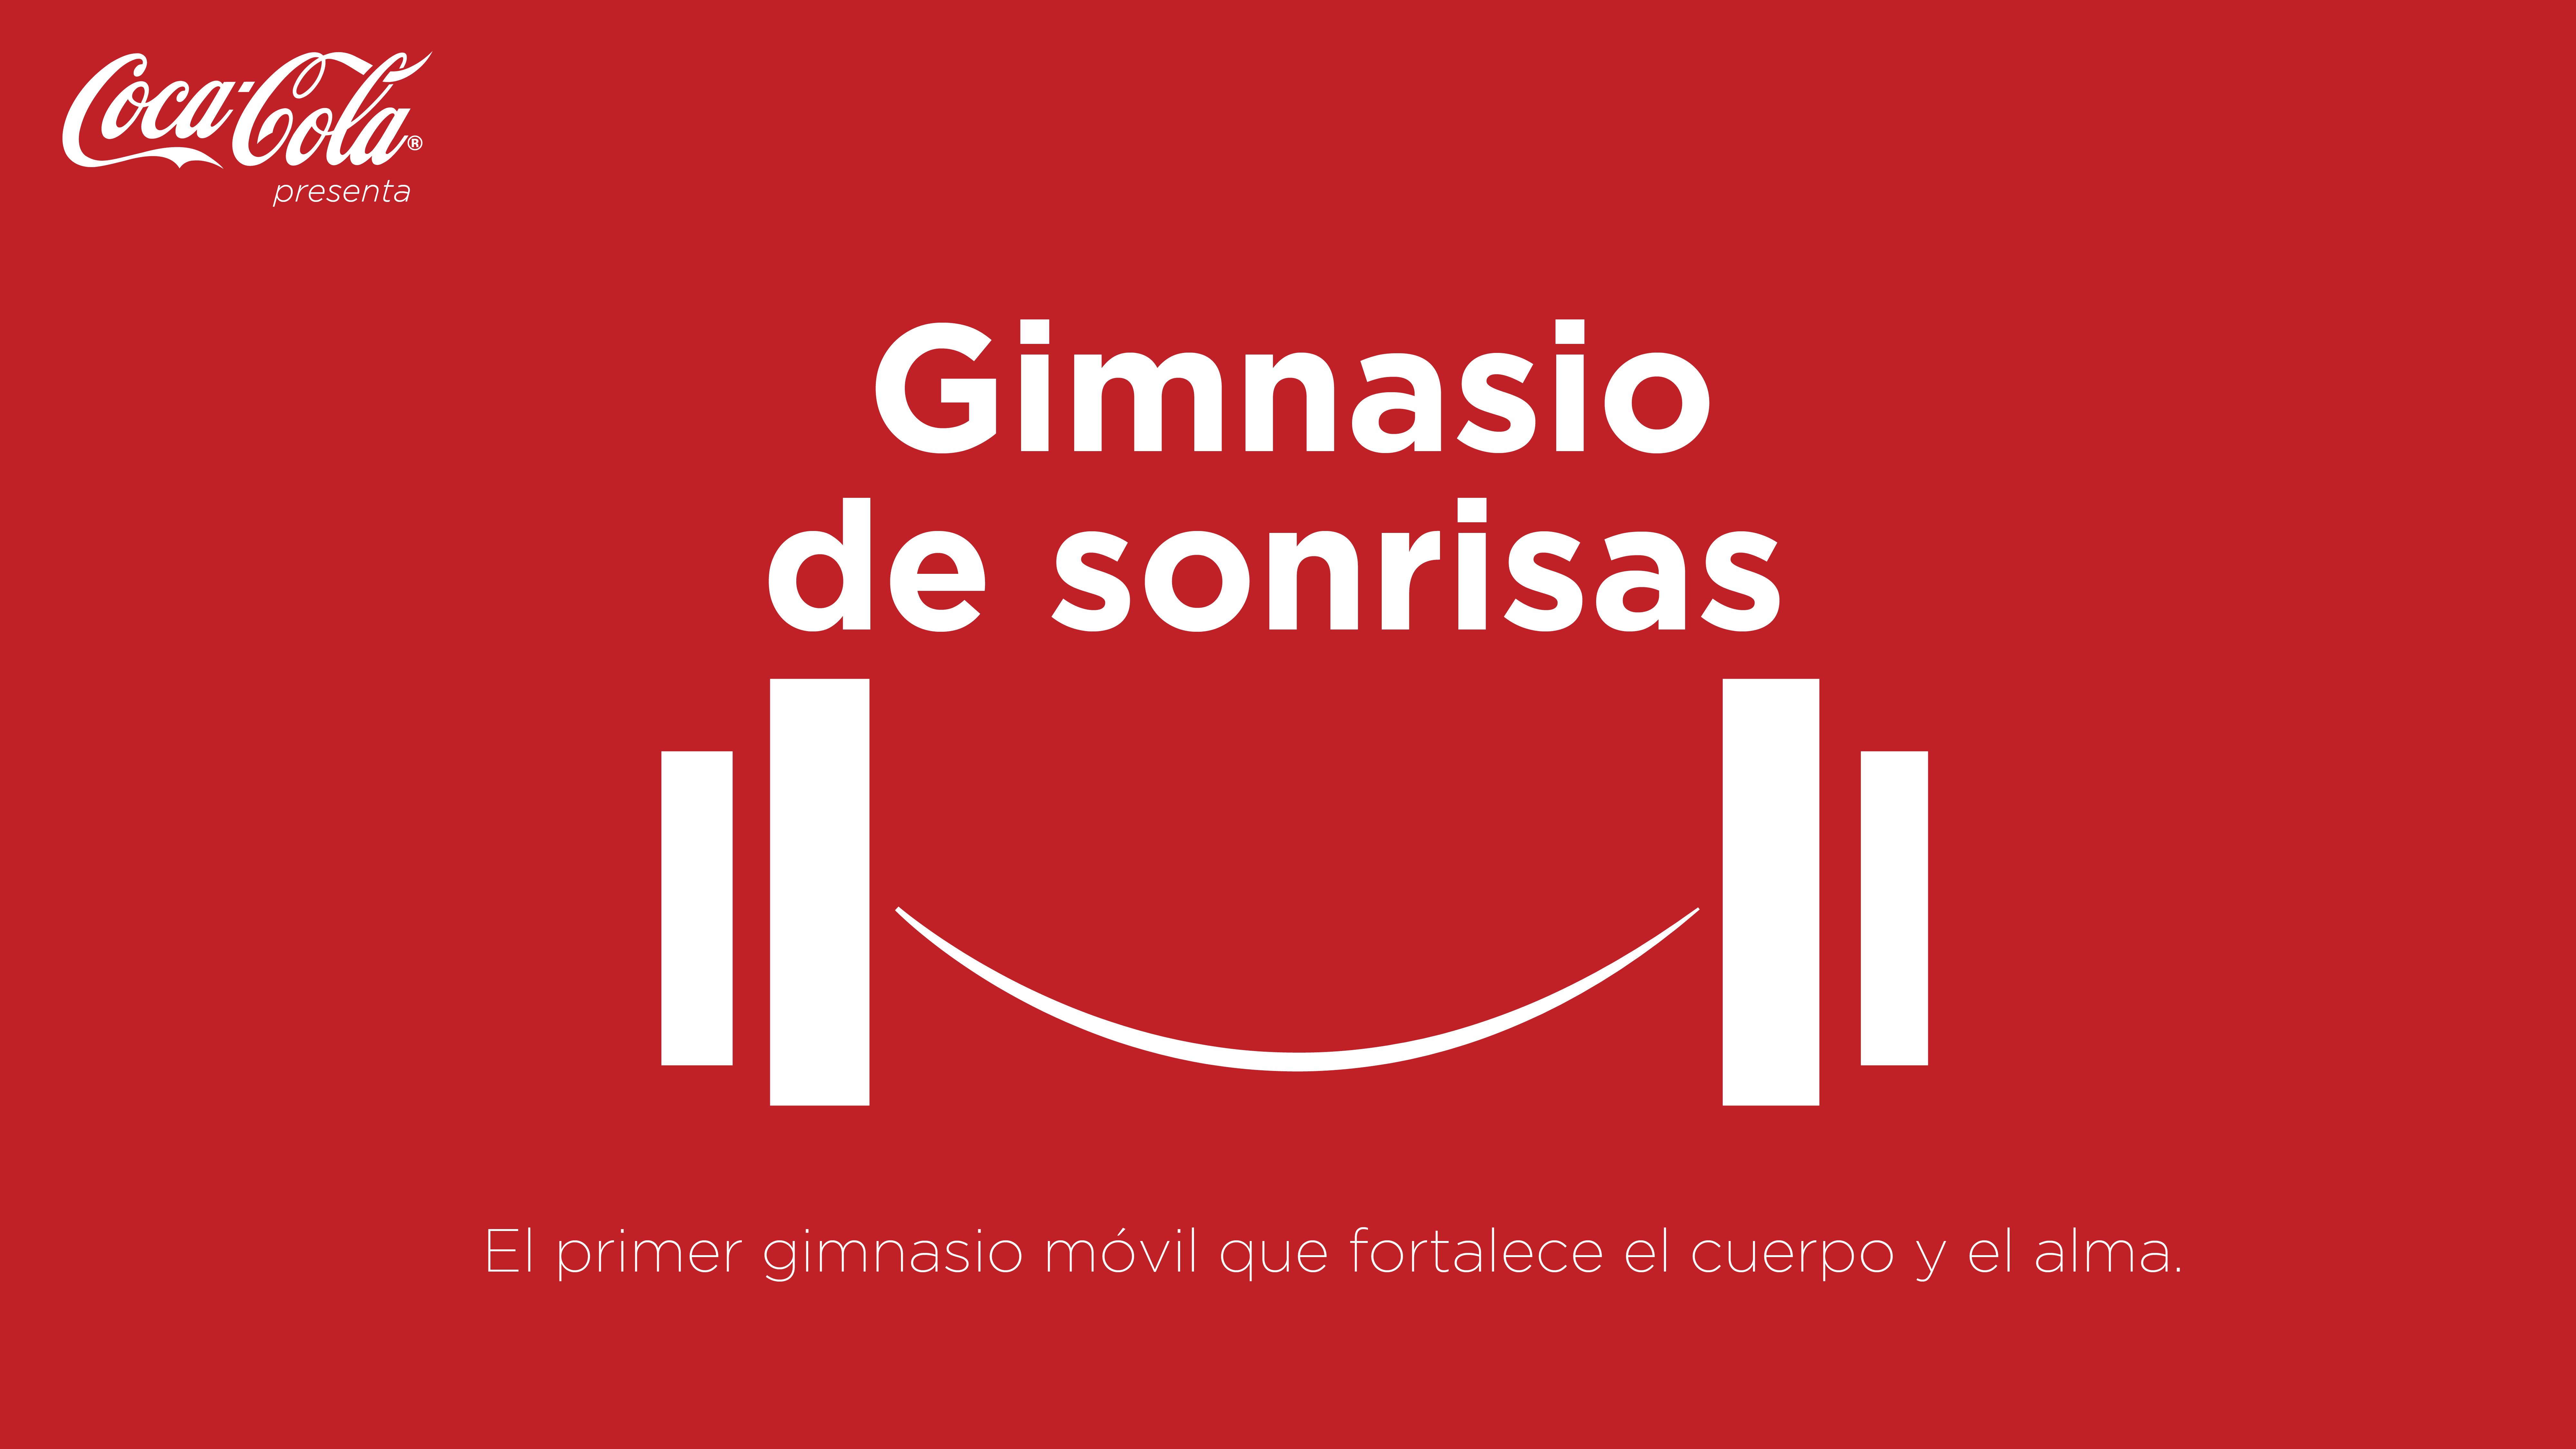 Coca-Cola®
presenta
Gimnasio
de sonrisas
El primer gimnasio móvil que fortalece el cuerpo y el alma.